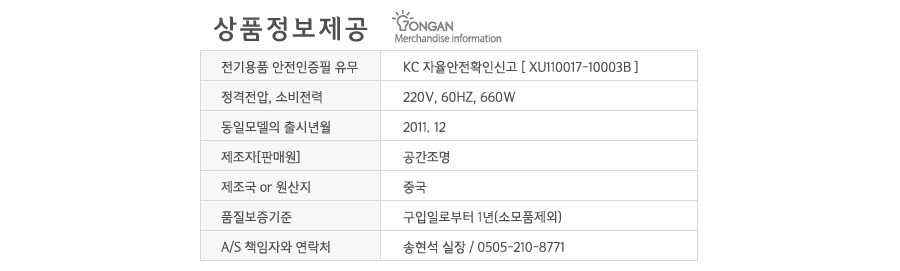 상품정보제공 GONGAN
Merchandise information
전기용품 안전인증필 유무 KC 자율안전확인신고 [ XU110017-10003B ]
정격전압, 소비전력 220V, 60HZ, 660W
동일모델의 출시년월 2011. 12
제조자[판매원] 공간조명
제조국 or 원산지 중국
품질보증기준 구입일로부터 1년(소모품제외)
A/S 책임자와 연락처 송현석 실장 / 0505-210-8771